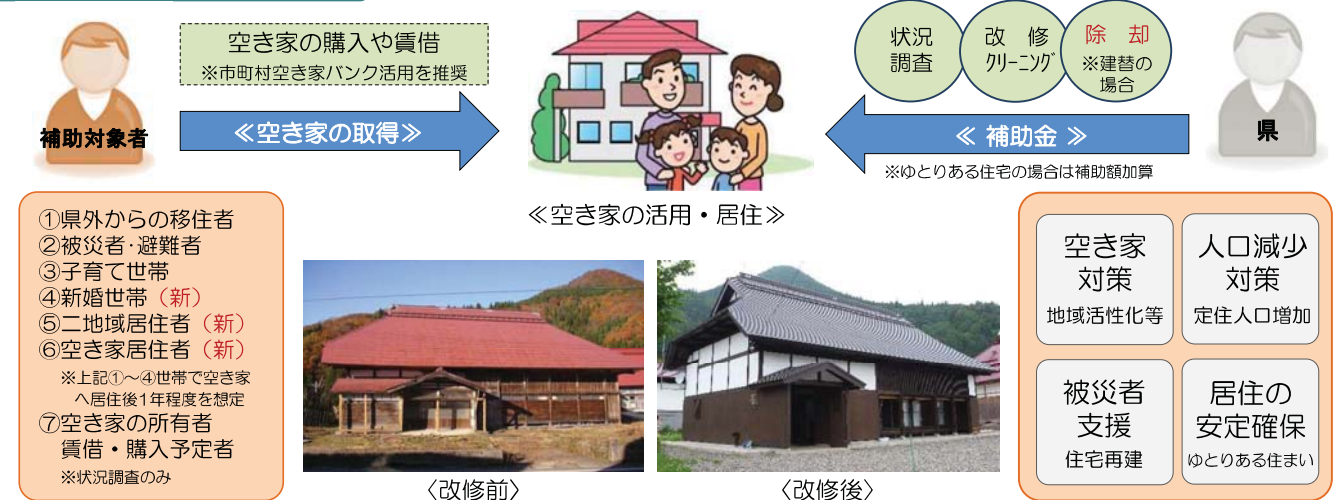 空き家の購入や賃借
※市町村空き家バンク活用を推奨
≪空き家の取得≫
補助対象者
状況
調査
改 修
ｸﾘｰﾆﾝｸﾞ
除 却
※建替の
場合
≪ 補助金 ≫
※ゆとりある住宅の場合は補助額加算
県
≪空き家の活用・居住≫
①県外からの移住者
②被災者･避難者
③子育て世帯
④新婚世帯（新）
⑤二地域居住者（新）
⑥空き家居住者（新）
※上記①～④世帯で空き家
へ居住後1年程度を想定
⑦空き家の所有者
賃借・購入予定者
※状況調査のみ
〈改修前〉
〈改修後〉
空き家
対策
地域活性化等
人口減少
対策
定住人口増加
被災者
支援
住宅再建
居住の
安定確保
ゆとりある住まい